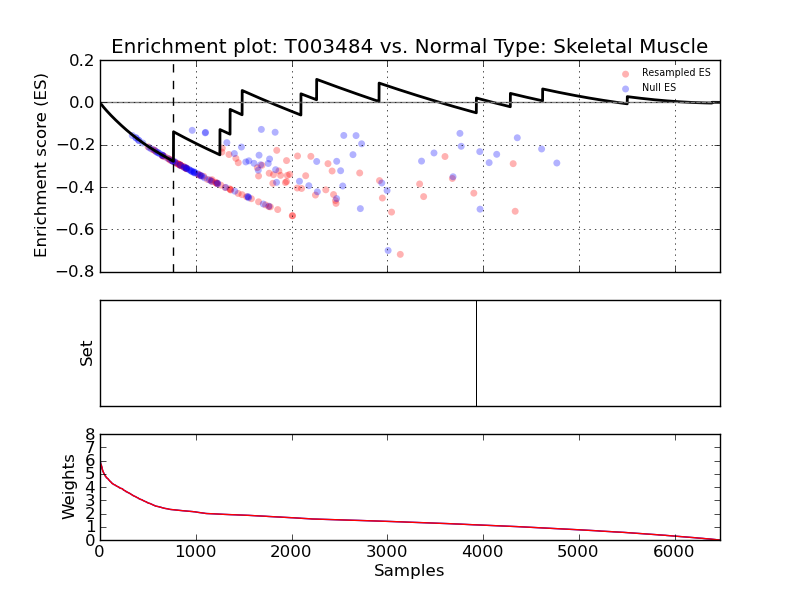 Enrichment plot: T003484 vs. Normal Type: Skeletal Muscle
0.2
0.0
−0.2
−0.4
−0.6
−0.8
Enrichment score (ES)
Resampled ES
Null ES
Set
8
7
6
5
4
3
2
1
0
Weights
0 1000 2000 3000 4000 5000 6000
Samples